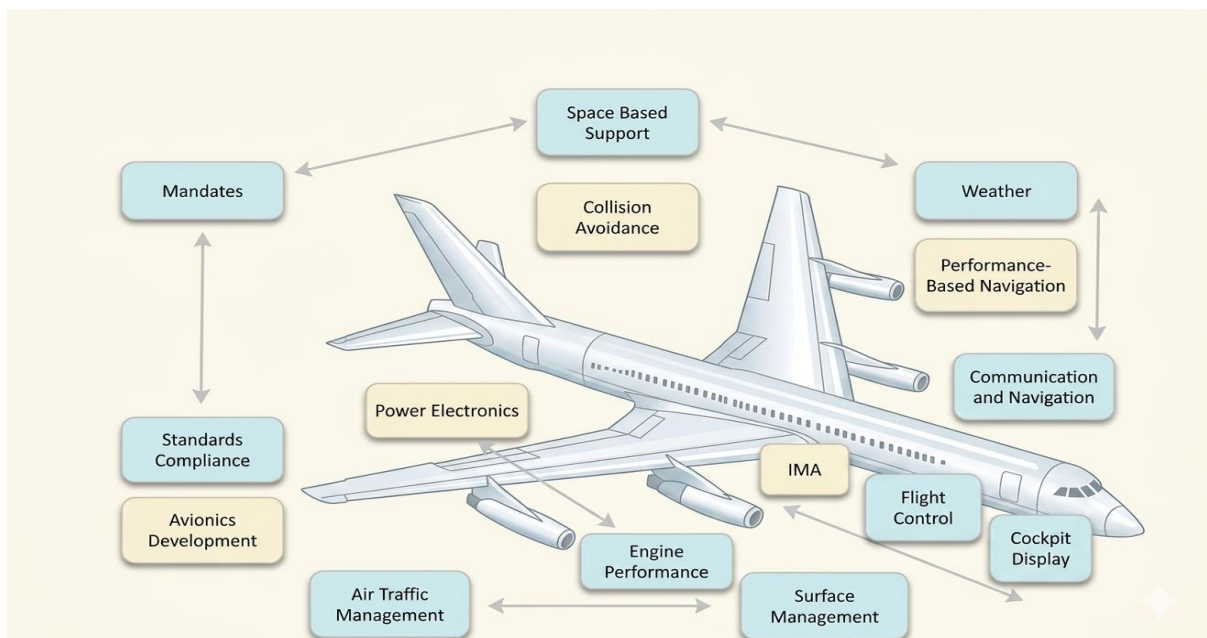 Space Based
Support
Mandates
Weather
Collision
Avoidance
Performance-
Based Navigation
Communication
and Navigation
Power Electronics
Standards
Compliance
IMA
Flight
Control
Avionics
Development
Cockpit
Display
Engine
Performance
Air Traffic
Management
Surface
Management